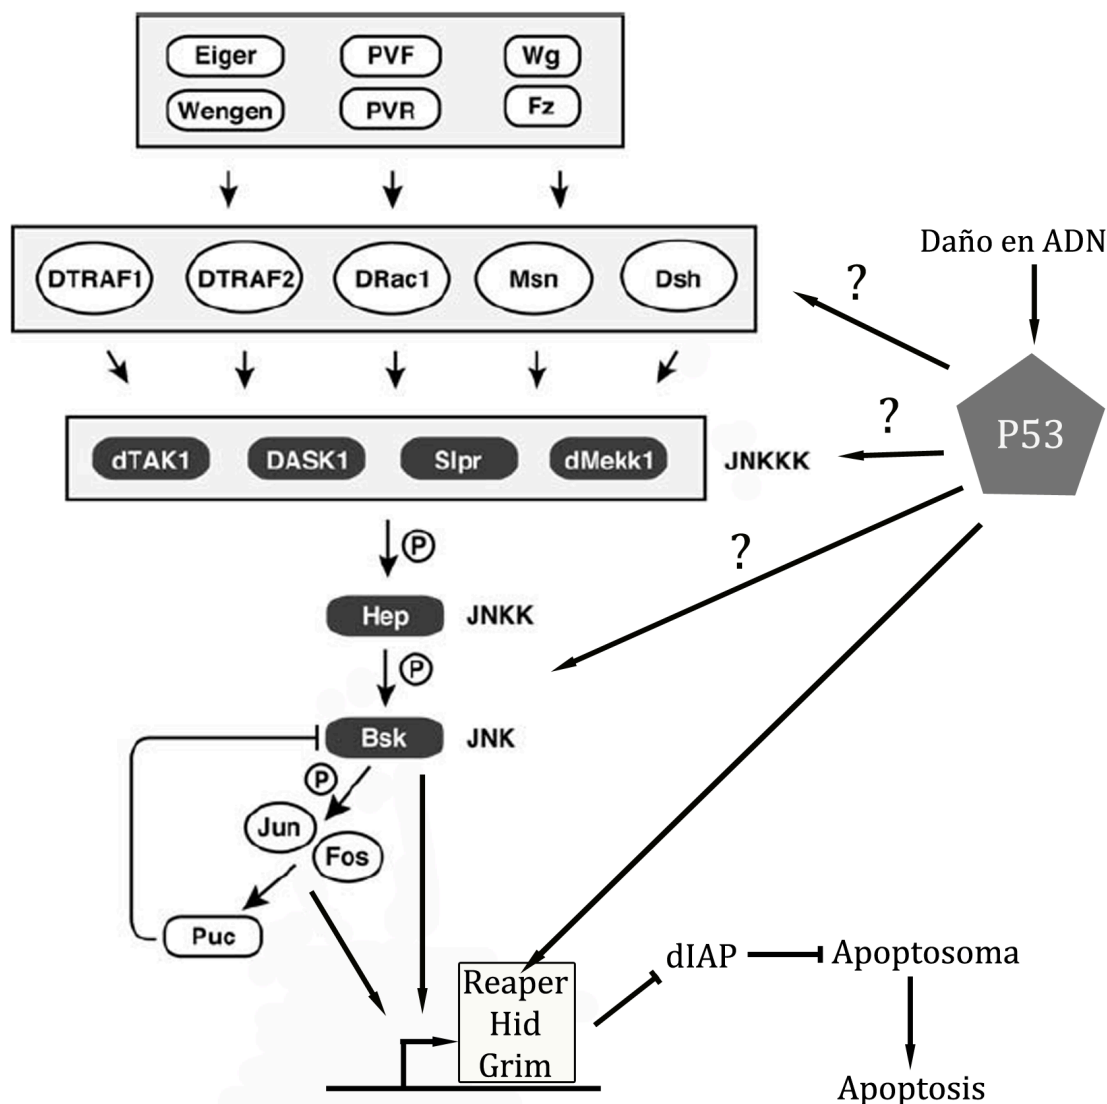 Eiger
PVF
Wg
Wengen
PVR
Fz
DTRAF1
DTRAF2
DRac1
Msn
Dsh
Daño en ADN
?
P53
?
dTAK1
DASK1
Slpr
dMekk1
JNKKK
P
?
Hep
JNKK
P
Bsk
JNK
P
Jun
Fos
Puc
Reaper
Hid
Grim
dIAP
Apoptosoma
Apoptosis